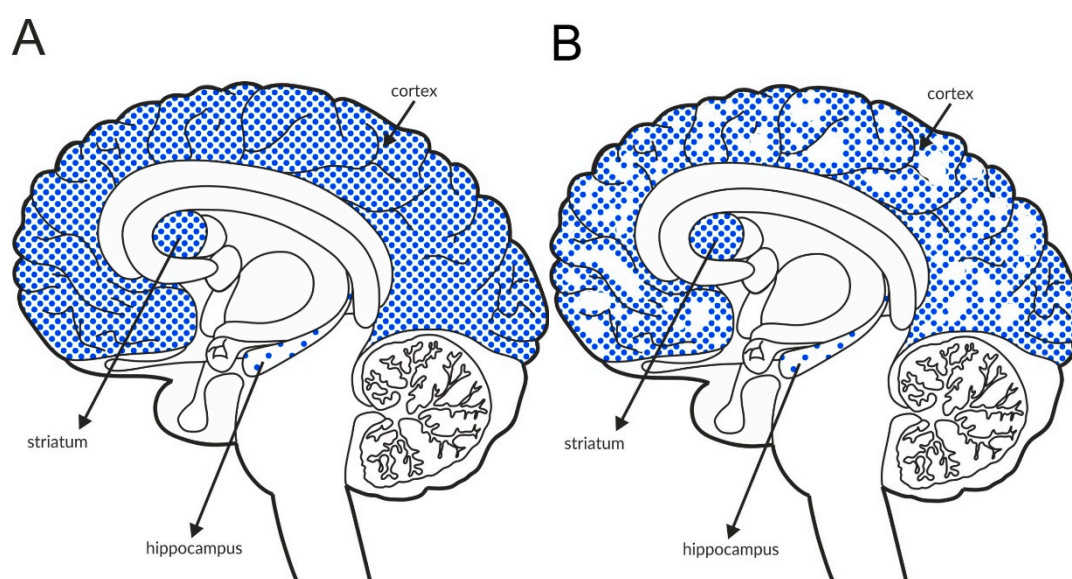 A
cortex
striatum
hippocampus
B
cortex
striatum
hippocampus